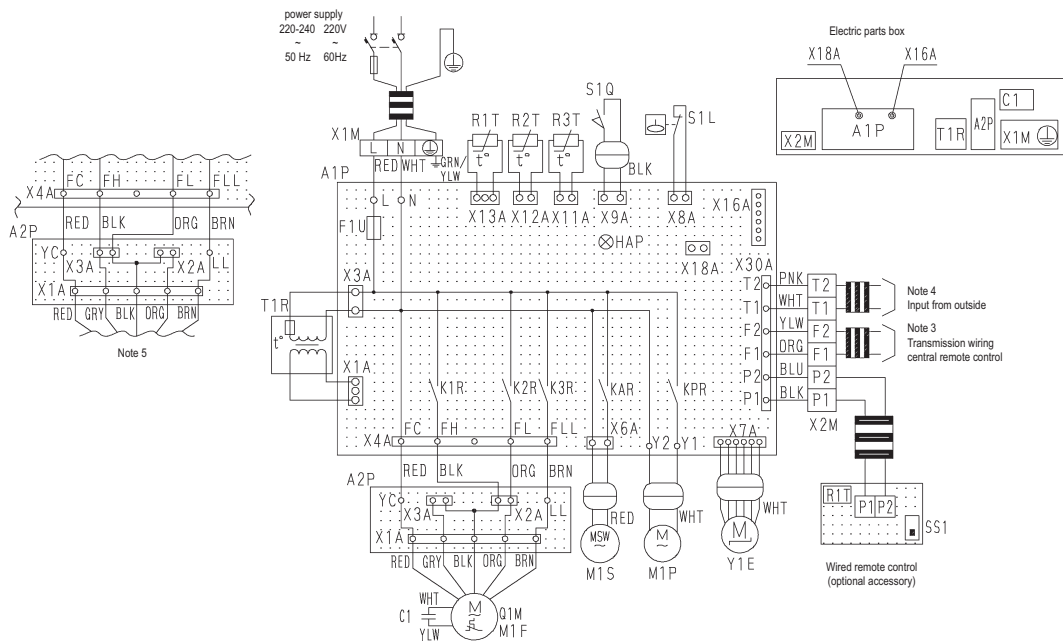 power supply
220-240 220V
~ ~
50 Hz 60Hz
X1M
L N
RED WHT
GRN/
YLW
R1T R2T R3T
t° t° t°
S1Q
BLK
S1L
A1P
L N
F1U
X13A X12A X11A X9A X8A
X16A
HAP
X18A
X30A
X3A
T1R
t°
X1A
K1R K2R K3R KAR KPR
FC FH FL FLL
X4A
X6A
Y2 Y1
X7A
RED BLK ORG BRN
A2P
YC
X3A X2A
LL
X1A
RED GRY BLK ORG BRN
WHT
C1
YLW
M
Q1M
M1F
RED
MSW
~
M1S
WHT
M
~
M1P
WHT
M
Y1E
T2 PNK T2
T1 WHT T1
F2 YLW F2
F1 ORG F1
P2 BLU P2
P1 BLK P1
X2M
Note 4
Input from outside
Note 3
Transmission wiring
central remote control
R1T
P1 P2
SS1
Wired remote control
(optional accessory)
Electric parts box
X18A X16A
X2M
A1P
T1R
A2P
C1
X1M
FC FH FL FLL
X4A
RED BLK ORG BRN
A2P
YC
X3A X2A
LL
X1A
RED GRY BLK ORG BRN
Note 5